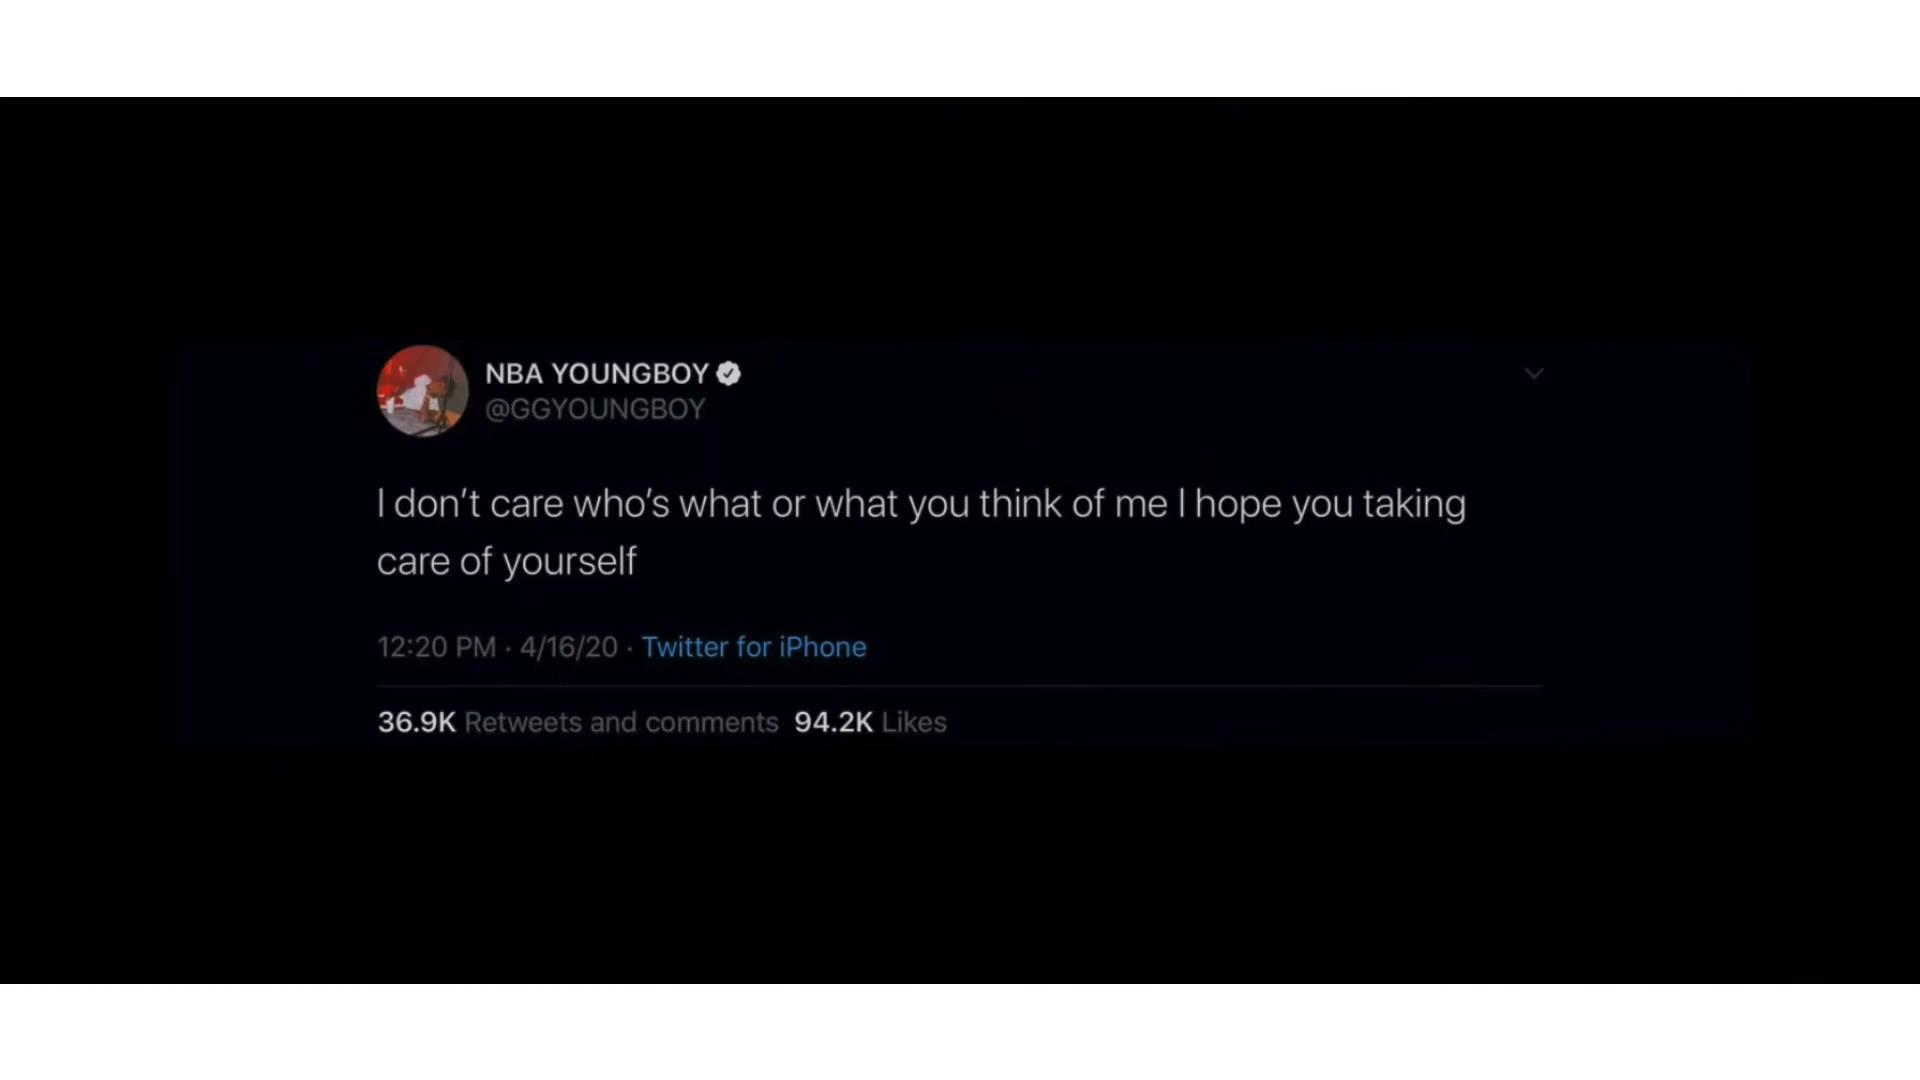 NBA YOUNGBOY
@GGYOUNGBOY
I don't care who's what or what you think of me I hope you taking
care of yourself
12:20 PM · 4/16/20 · Twitter for iPhone
36.9K Retweets and comments 94.2K Likes